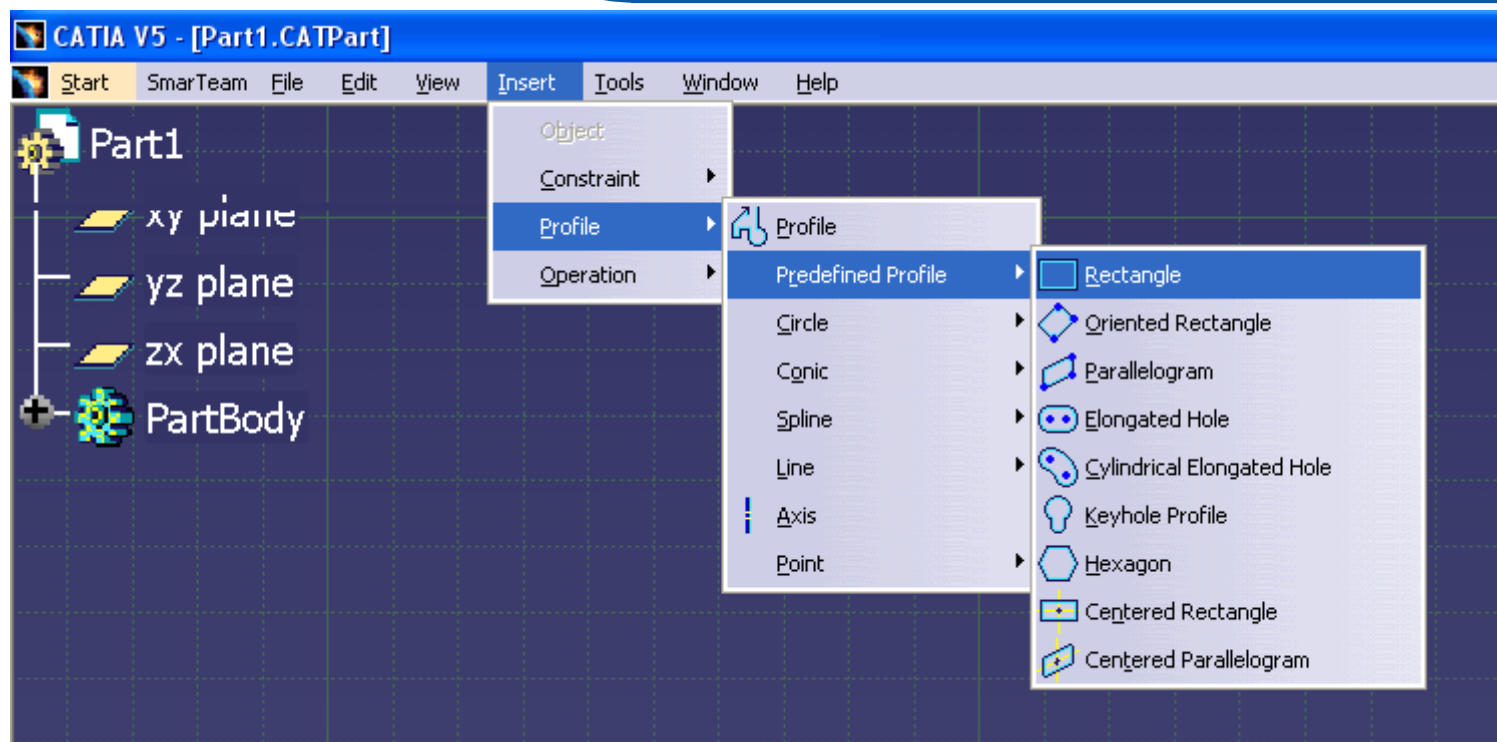 CATIA V5 - [Part1.CATPart]
Start SmarTeam File Edit View Insert Tools Window Help
Part1
xy plane
yz plane
zx plane
PartBody
Object
Constraint
Profile
Operation
Profile
Predefined Profile
Circle
Conic
Spline
Line
Axis
Point
Rectangle
Oriented Rectangle
Parallelogram
Elongated Hole
Cylindrical Elongated Hole
Keyhole Profile
Hexagon
Centered Rectangle
Centered Parallelogram